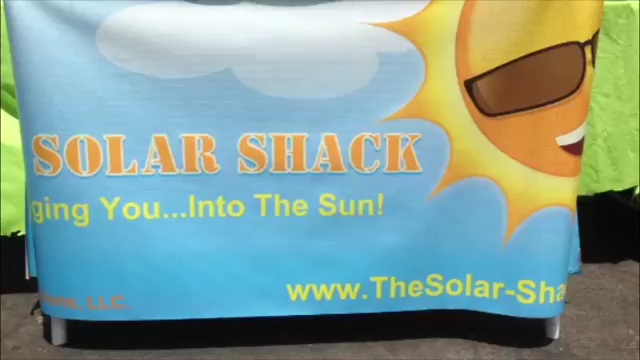 SOLAR SHACK
ging You...Into The Sun!
LLC.
www.TheSolar-Sha